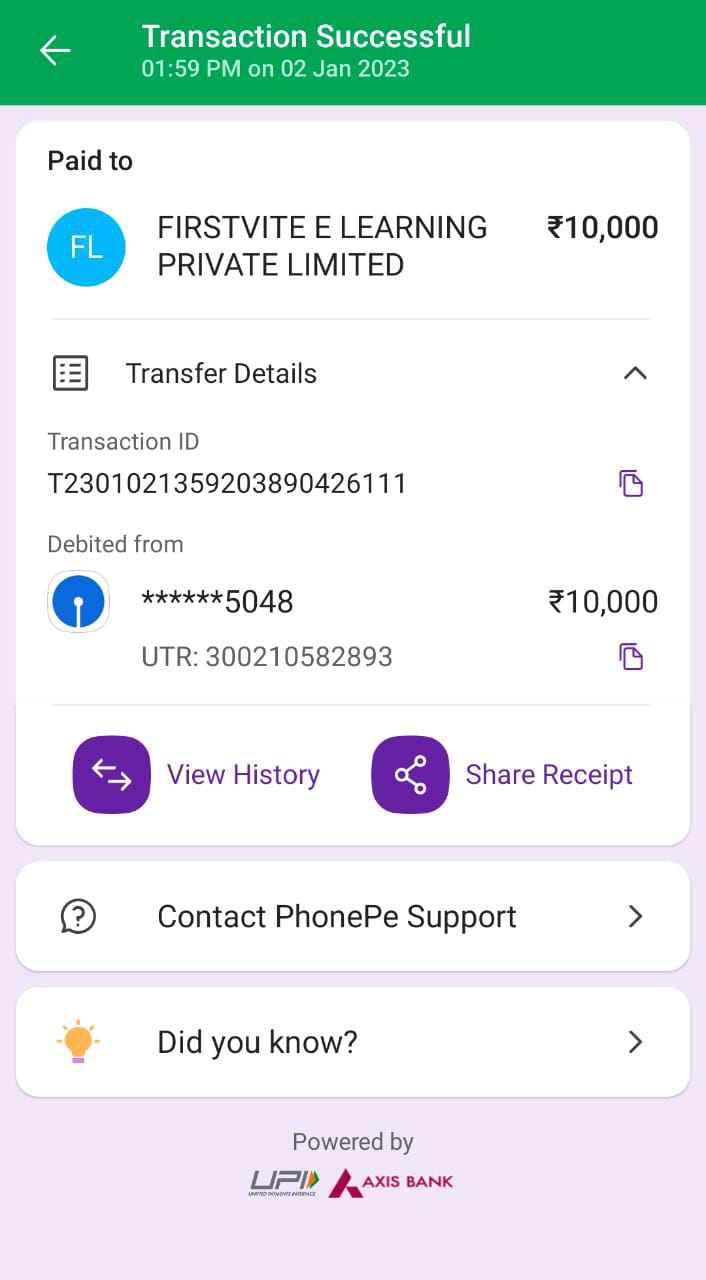 Transaction Successful
01:59 PM on 02 Jan 2023
Paid to
FL
FIRSTVITE E LEARNING
PRIVATE LIMITED
₹10,000
Transfer Details
Transaction ID
T2301021359203890426111
Debited from
******5048
₹10,000
UTR: 300210582893
View History
Share Receipt
Contact PhonePe Support
Did you know?
Powered by
UPI
UNIFIED PAYMENTS INTERFACE
AXIS BANK